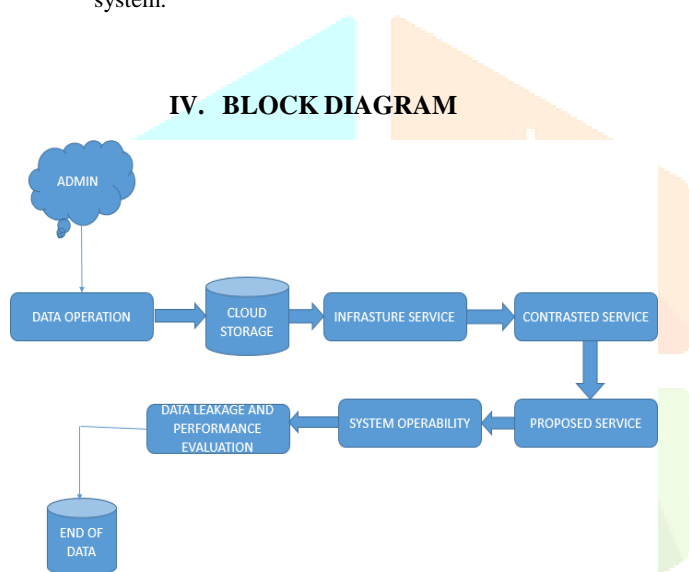 system.
IV. BLOCK DIAGRAM
ADMIN
DATA OPERATION
CLOUD
STORAGE
INFRASTURE SERVICE
CONTRASTED SERVICE
DATA LEAKAGE AND
PERFORMANCE
EVALUATION
SYSTEM OPERABILITY
PROPOSED SERVICE
END OF
DATA